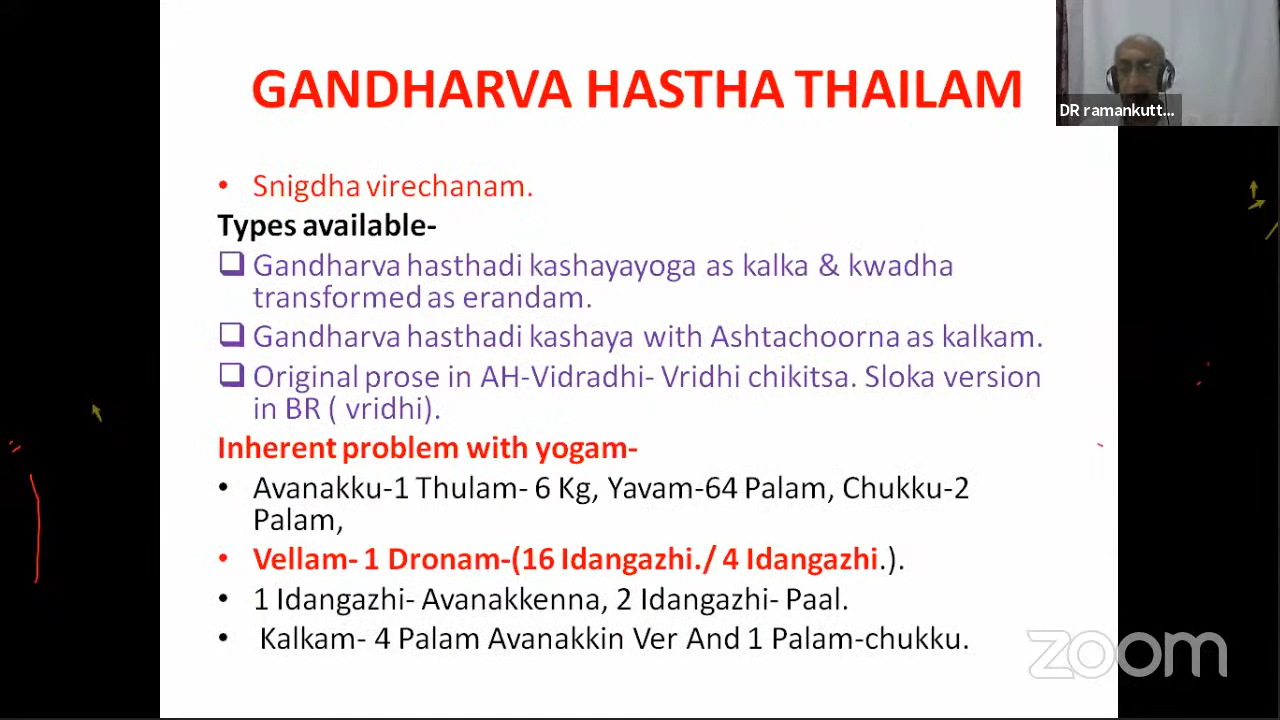 GANDHARVA HASTHA THAILAM
DR ramankutt...
• Snigdha virechanam.
Types available-
❑ Gandharva hasthadi kashayayoga as kalka & kwadha
transformed as erandam.
❑ Gandharva hasthadi kashaya with Ashtachoorna as kalkam.
❑ Original prose in AH-Vidradhi- Vridhi chikitsa. Sloka version
in BR ( vridhi).
Inherent problem with yogam-
• Avanakku-1 Thulam- 6 Kg, Yavam-64 Palam, Chukku-2
Palam,
• Vellam- 1 Dronam-(16 Idangazhi./ 4 Idangazhi.).
• 1 Idangazhi- Avanakkenna, 2 Idangazhi- Paal.
• Kalkam- 4 Palam Avanakkin Ver And 1 Palam-chukku.
zoom